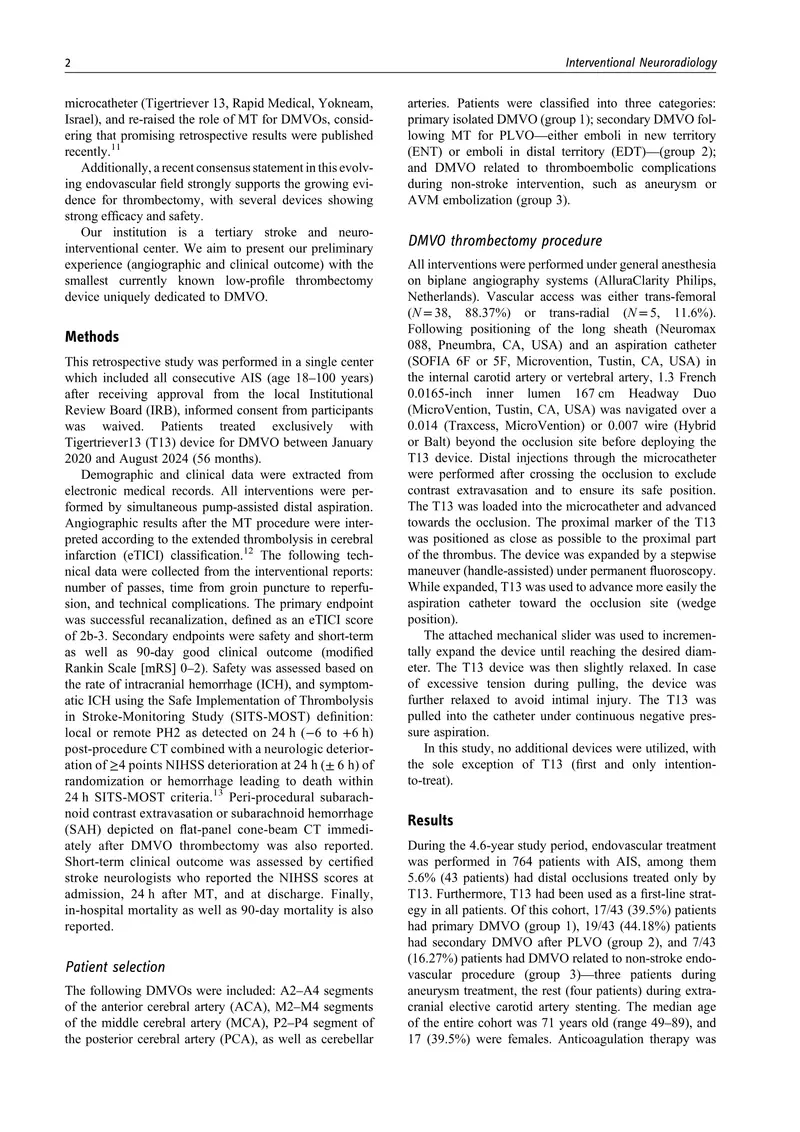 2
Interventional Neuroradiology
microcatheter (Tigertriever 13, Rapid Medical, Yokneam,
Israel), and re-raised the role of MT for DMVOs, consid-
ering that promising retrospective results were published
recently.11
Additionally, a recent consensus statement in this evolv-
ing endovascular field strongly supports the growing evi-
dence for thrombectomy, with several devices showing
strong efficacy and safety.
Our institution is a tertiary stroke and neuro-
interventional center. We aim to present our preliminary
experience (angiographic and clinical outcome) with the
smallest currently known low-profile thrombectomy
device uniquely dedicated to DMVO.
Methods
This retrospective study was performed in a single center
which included all consecutive AIS (age 18–100 years)
after receiving approval from the local Institutional
Review Board (IRB), informed consent from participants
was waived. Patients treated exclusively with
Tigertriever13 (T13) device for DMVO between January
2020 and August 2024 (56 months).
Demographic and clinical data were extracted from
electronic medical records. All interventions were per-
formed by simultaneous pump-assisted distal aspiration.
Angiographic results after the MT procedure were inter-
preted according to the extended thrombolysis in cerebral
infarction (eTICI) classification.12 The following tech-
nical data were collected from the interventional reports:
number of passes, time from groin puncture to reperfu-
sion, and technical complications. The primary endpoint
was successful recanalization, defined as an eTICI score
of 2b-3. Secondary endpoints were safety and short-term
as well as 90-day good clinical outcome (modified
Rankin Scale [mRS] 0–2). Safety was assessed based on
the rate of intracranial hemorrhage (ICH), and symptom-
atic ICH using the Safe Implementation of Thrombolysis
in Stroke-Monitoring Study (SITS-MOST) definition:
local or remote PH2 as detected on 24 h (−6 to +6 h)
post-procedure CT combined with a neurologic deterior-
ation of ≥4 points NIHSS deterioration at 24 h (± 6 h) of
randomization or hemorrhage leading to death within
24 h SITS-MOST criteria.13 Peri-procedural subarach-
noid contrast extravasation or subarachnoid hemorrhage
(SAH) depicted on flat-panel cone-beam CT immedi-
ately after DMVO thrombectomy was also reported.
Short-term clinical outcome was assessed by certified
stroke neurologists who reported the NIHSS scores at
admission, 24 h after MT, and at discharge. Finally,
in-hospital mortality as well as 90-day mortality is also
reported.
Patient selection
The following DMVOs were included: A2–A4 segments
of the anterior cerebral artery (ACA), M2–M4 segments
of the middle cerebral artery (MCA), P2–P4 segment of
the posterior cerebral artery (PCA), as well as cerebellar
arteries. Patients were classified into three categories:
primary isolated DMVO (group 1); secondary DMVO fol-
lowing MT for PLVO—either emboli in new territory
(ENT) or emboli in distal territory (EDT)—(group 2);
and DMVO related to thromboembolic complications
during non-stroke intervention, such as aneurysm or
AVM embolization (group 3).
DMVO thrombectomy procedure
All interventions were performed under general anesthesia
on biplane angiography systems (AlluraClarity Philips,
Netherlands). Vascular access was either trans-femoral
(N = 38, 88.37%) or trans-radial (N = 5, 11.6%).
Following positioning of the long sheath (Neuromax
088, Pneumbra, CA, USA) and an aspiration catheter
(SOFIA 6F or 5F, Microvention, Tustin, CA, USA) in
the internal carotid artery or vertebral artery, 1.3 French
0.0165-inch inner lumen 167 cm Headway Duo
(MicroVention, Tustin, CA, USA) was navigated over a
0.014 (Traxcess, MicroVention) or 0.007 wire (Hybrid
or Balt) beyond the occlusion site before deploying the
T13 device. Distal injections through the microcatheter
were performed after crossing the occlusion to exclude
contrast extravasation and to ensure its safe position.
The T13 was loaded into the microcatheter and advanced
towards the occlusion. The proximal marker of the T13
was positioned as close as possible to the proximal part
of the thrombus. The device was expanded by a stepwise
maneuver (handle-assisted) under permanent fluoroscopy.
While expanded, T13 was used to advance more easily the
aspiration catheter toward the occlusion site (wedge
position).
The attached mechanical slider was used to incremen-
tally expand the device until reaching the desired diam-
eter. The T13 device was then slightly relaxed. In case
of excessive tension during pulling, the device was
further relaxed to avoid intimal injury. The T13 was
pulled into the catheter under continuous negative pres-
sure aspiration.
In this study, no additional devices were utilized, with
the sole exception of T13 (first and only intention-
to-treat).
Results
During the 4.6-year study period, endovascular treatment
was performed in 764 patients with AIS, among them
5.6% (43 patients) had distal occlusions treated only by
T13. Furthermore, T13 had been used as a first-line strat-
egy in all patients. Of this cohort, 17/43 (39.5%) patients
had primary DMVO (group 1), 19/43 (44.18%) patients
had secondary DMVO after PLVO (group 2), and 7/43
(16.27%) patients had DMVO related to non-stroke endo-
vascular procedure (group 3)—three patients during
aneurysm treatment, the rest (four patients) during extra-
cranial elective carotid artery stenting. The median age
of the entire cohort was 71 years old (range 49–89), and
17 (39.5%) were females. Anticoagulation therapy was